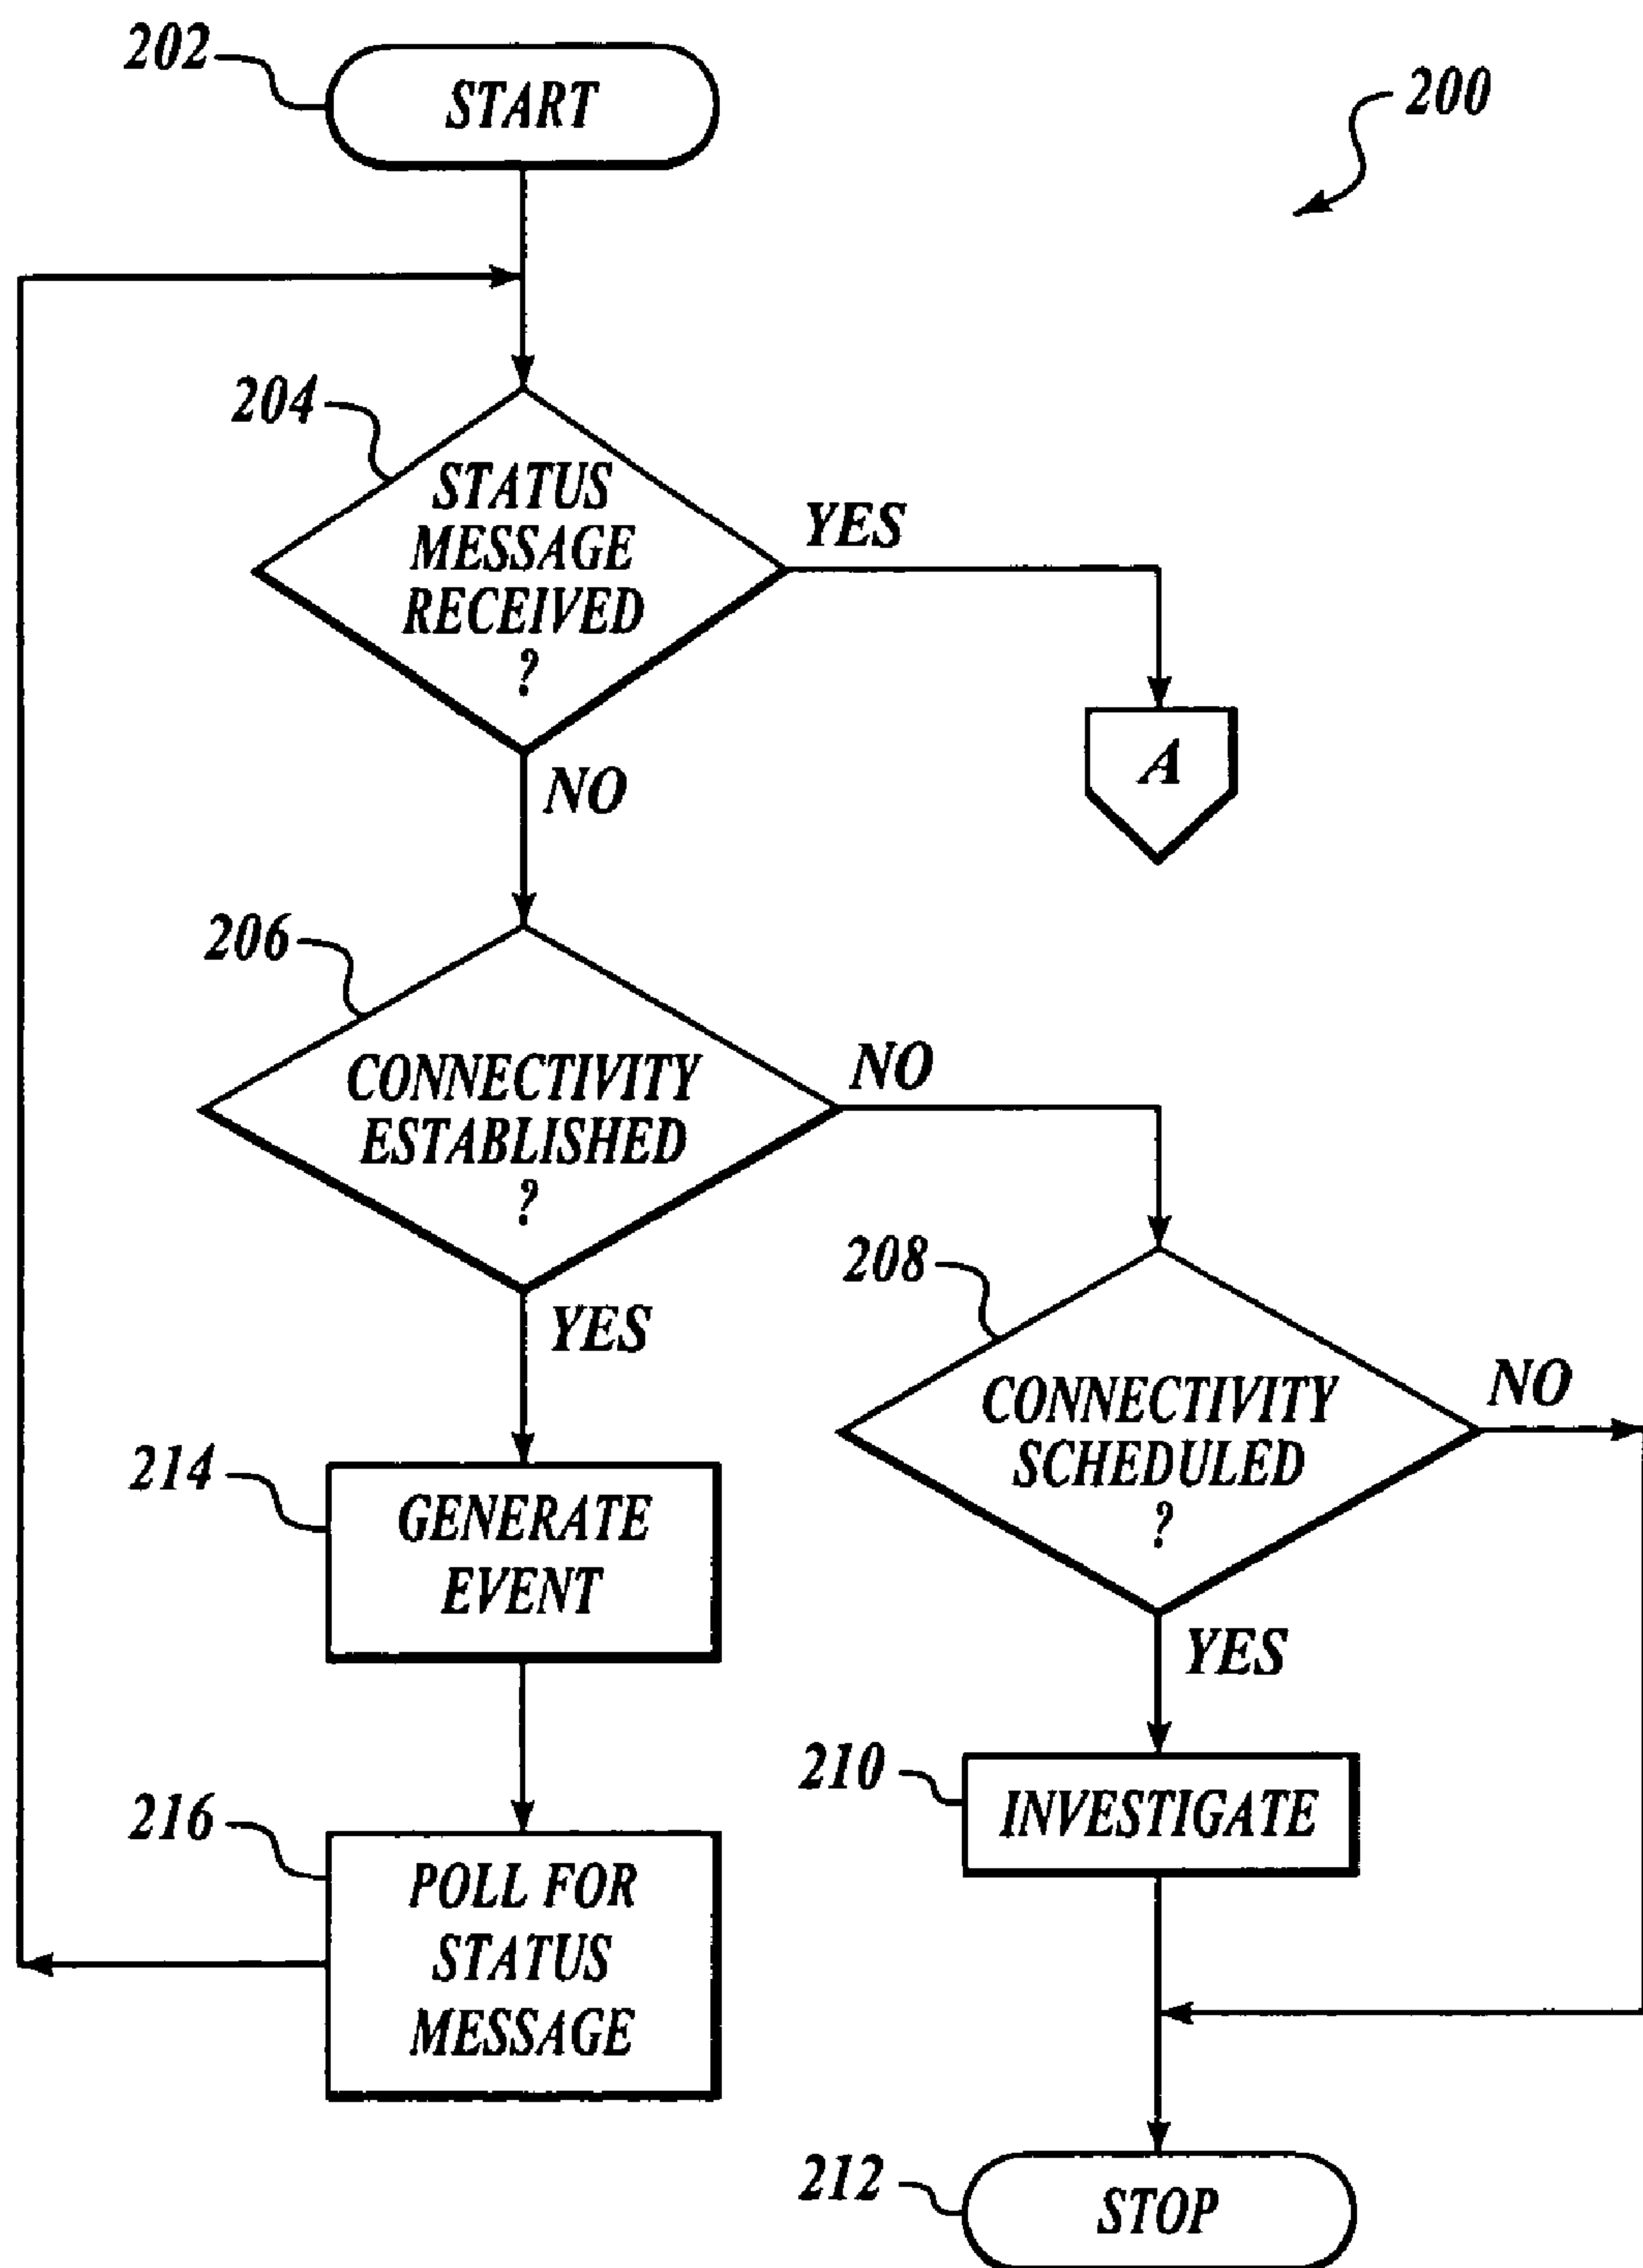 202
START
200
204
STATUS
MESSAGE
RECEIVED
?
YES
A
NO
206
CONNECTIVITY
ESTABLISHED
?
NO
YES
208
CONNECTIVITY
SCHEDULED
?
NO
YES
214
GENERATE
EVENT
210
INVESTIGATE
216
POLL FOR
STATUS
MESSAGE
212
STOP